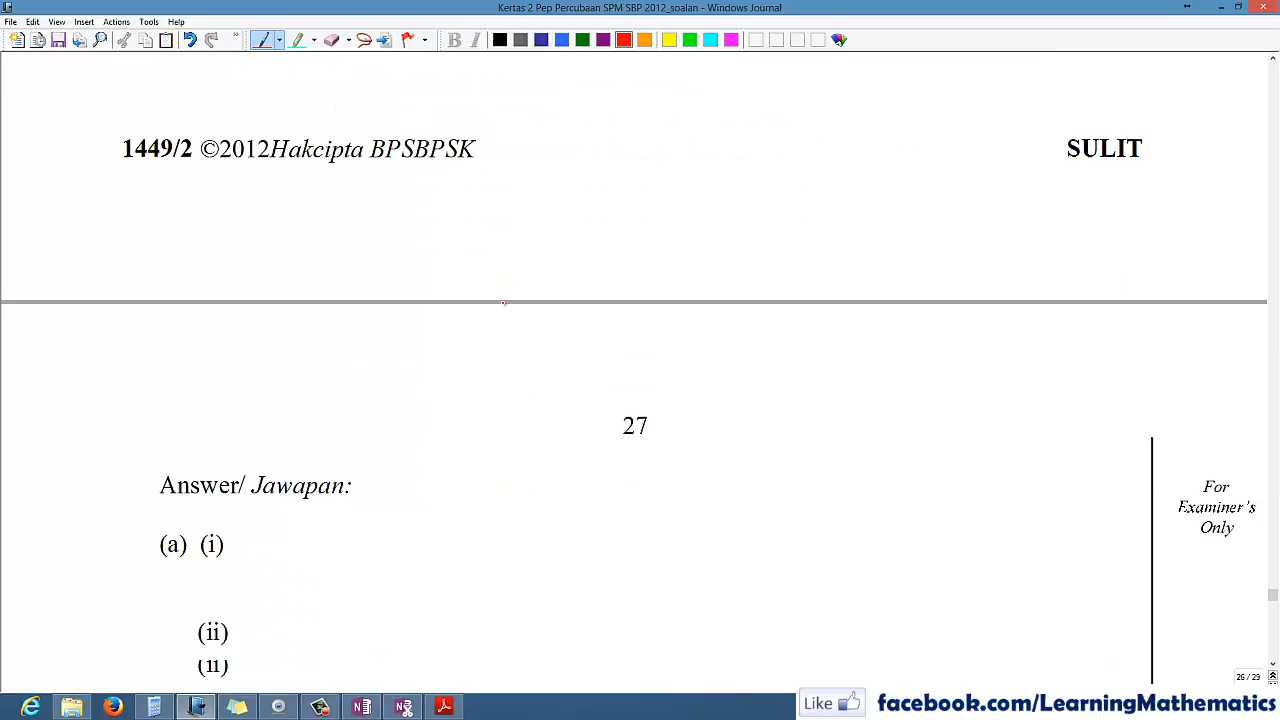 Kertas 2 Pep Percubaan SPM SBP 2012_soalan - Windows Journal
File Edit View Insert Actions Tools Help
1449/2 ©2012Hakcipta BPSBPSK SULIT
27
Answer/ Jawapan:
For
Examiner's
Only
(a) (i)
(ii)
(ii)
26 / 29
Like
facebook.com/LearningMathematics